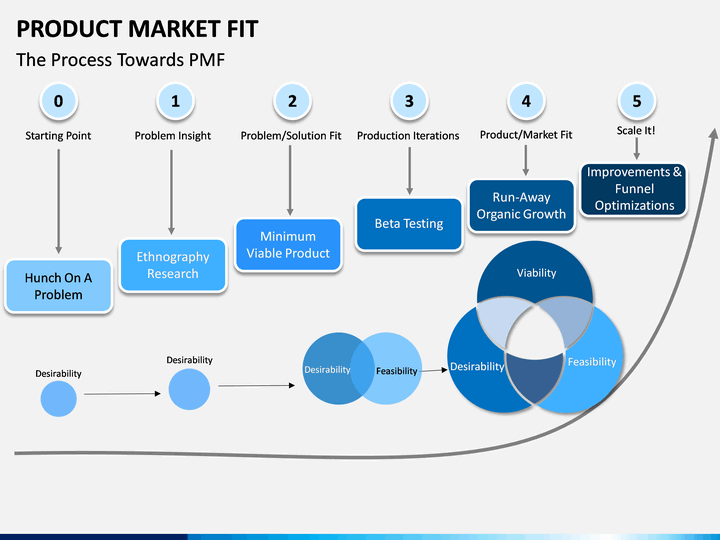 PRODUCT MARKET FIT
The Process Towards PMF
0
1
2
3
4
5
Starting Point
Problem Insight
Problem/Solution Fit
Production Iterations
Product/Market Fit
Scale It!
Hunch On A
Problem
Ethnography
Research
Minimum
Viable Product
Beta Testing
Run-Away
Organic Growth
Improvements &
Funnel
Optimizations
Desirability
Desirability
Desirability
Feasibility
Viability
Desirability
Feasibility